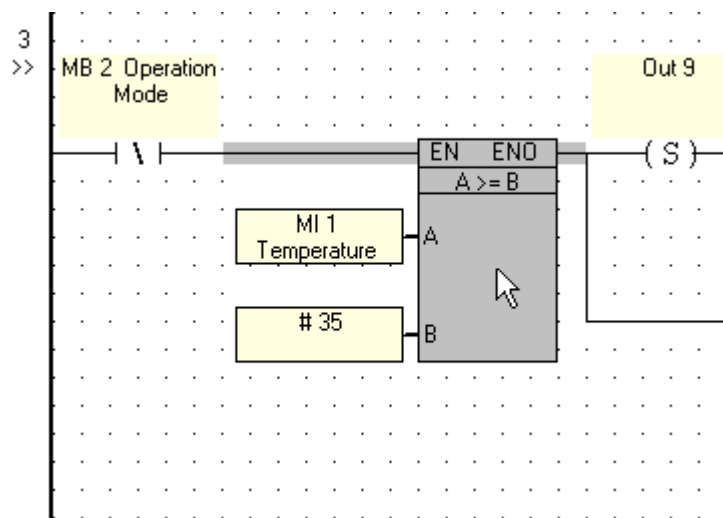 3
>>
MB 2 Operation
Mode
Out 9
EN ENO
( S )
A >= B
MI 1
Temperature
A
# 35
B